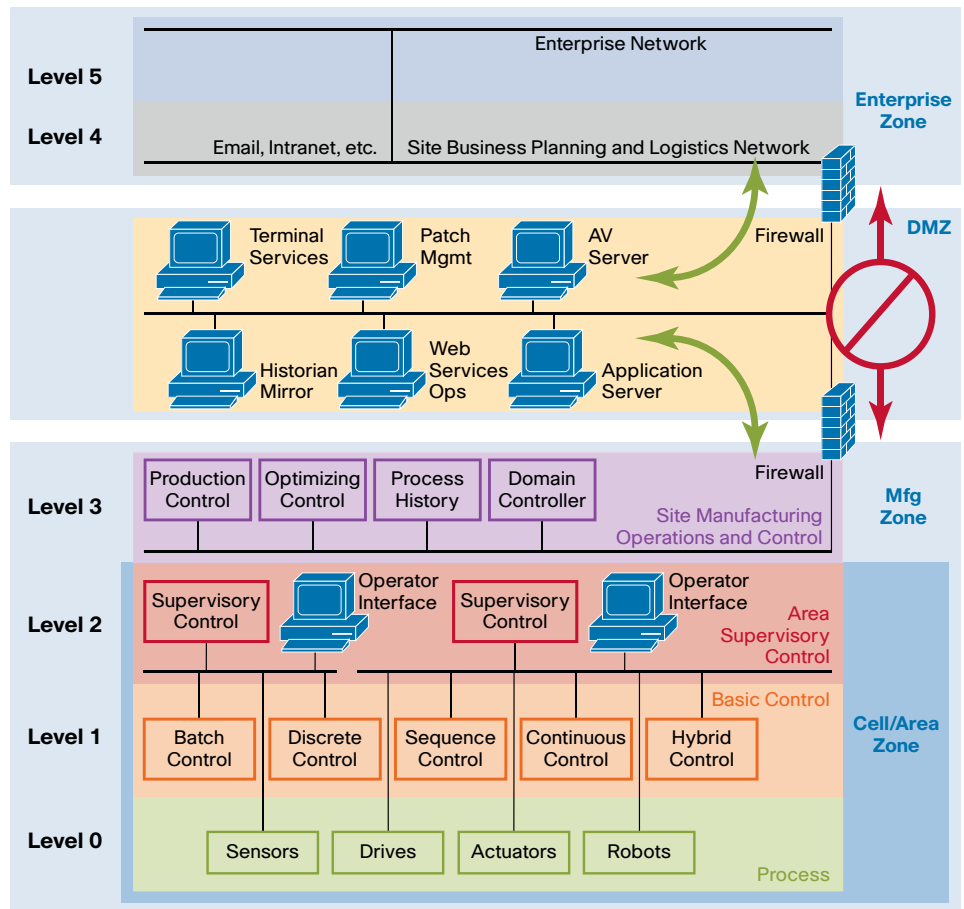 Enterprise Network
Level 5
Enterprise
Zone
Level 4
Email, Intranet, etc.
Site Business Planning and Logistics Network
Terminal
Services
Patch
Mgmt
AV
Server
Firewall
DMZ
Historian
Mirror
Web
Services
Ops
Application
Server
Firewall
Level 3
Production
Control
Optimizing
Control
Process
History
Domain
Controller
Site Manufacturing
Operations and Control
Mfg
Zone
Level 2
Supervisory
Control
Operator
Interface
Supervisory
Control
Operator
Interface
Area
Supervisory
Control
Basic Control
Level 1
Batch
Control
Discrete
Control
Sequence
Control
Continuous
Control
Hybrid
Control
Cell/Area
Zone
Level 0
Sensors
Drives
Actuators
Robots
Process